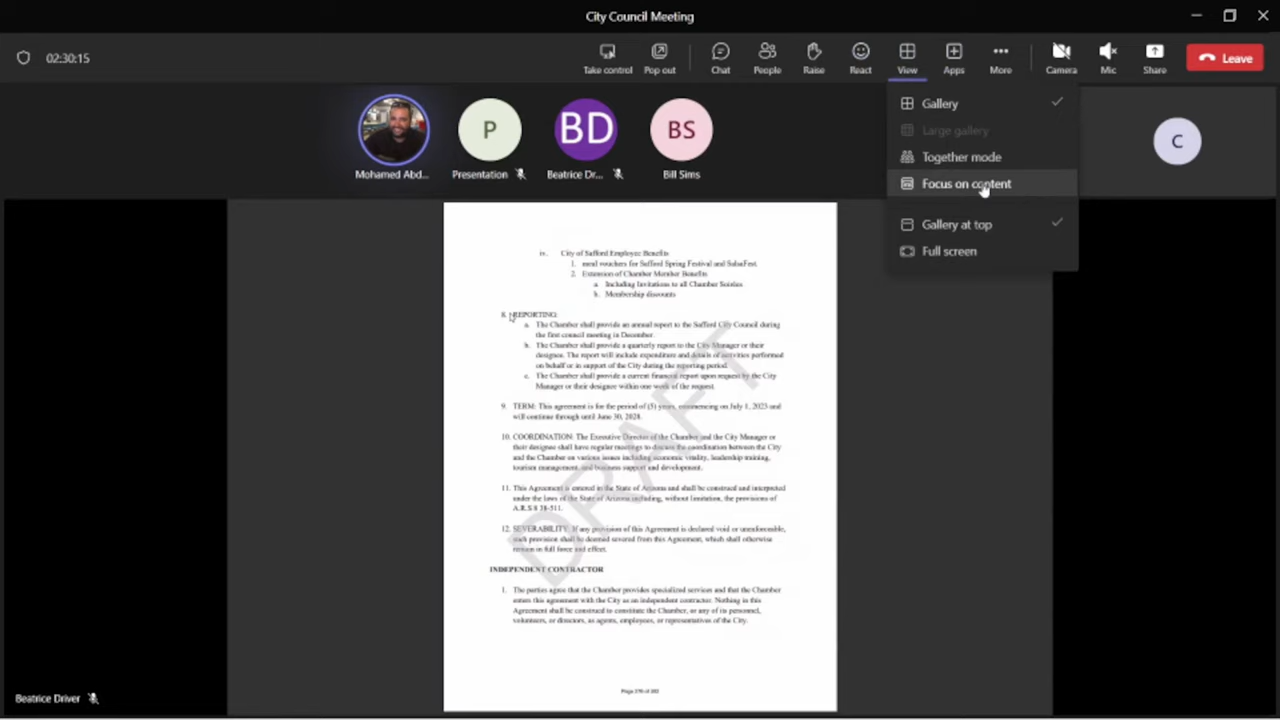 City Council Meeting
02:30:15
Take control
Pop out
Chat
People
Raise
React
View
Apps
More
Camera
Mic
Share
Leave
Mohamed Abd...
P
Presentation
BD
Beatrice Dr...
BS
Bill Sims
C
Gallery
Large gallery
Together mode
Focus on content
Gallery at top
Full screen
iv. City of Safford Employee Benefits
1. meal vouchers for Safford Spring Festival and SalsaFest.
2. Extension of Chamber Member Benefits
a. Including Invitations to all Chamber Soirées
b. Membership discounts
8. REPORTING:
a. The Chamber shall provide an annual report to the Safford City Council during
the first council meeting in December.
b. The Chamber shall provide a quarterly report to the City Manager or their
designee. The report will include expenditure and details of activities performed
on behalf or in support of the City during the reporting period.
c. The Chamber shall provide a current financial report upon request by the City
Manager or their designee within one week of the request.
9. TERM: This agreement is for the period of (5) years, commencing on July 1, 2023 and
will continue through until June 30, 2028.
10. COORDINATION: The Executive Director of the Chamber and the City Manager or
their designee shall have regular meetings to discuss the coordination between the City
and the Chamber on various issues including economic vitality, leadership training,
tourism management, and business support and development.
11. This Agreement is entered in the State of Arizona and shall be construed and interpreted
under the laws of the State of Arizona including, without limitation, the provisions of
A.R.S § 38-511.
12. SEVERABILITY: If any provision of this Agreement is declared void or unenforceable,
such provision shall be deemed severed from this Agreement, which shall otherwise
remain in full force and effect.
INDEPENDENT CONTRACTOR
1. The parties agree that the Chamber provides specialized services and that the Chamber
enters this agreement with the City as an independent contractor. Nothing in this
Agreement shall be construed to constitute the Chamber, or any of its personnel,
volunteers, or directors, as agents, employees, or representatives of the City.
DRAFT
Page of
Beatrice Driver